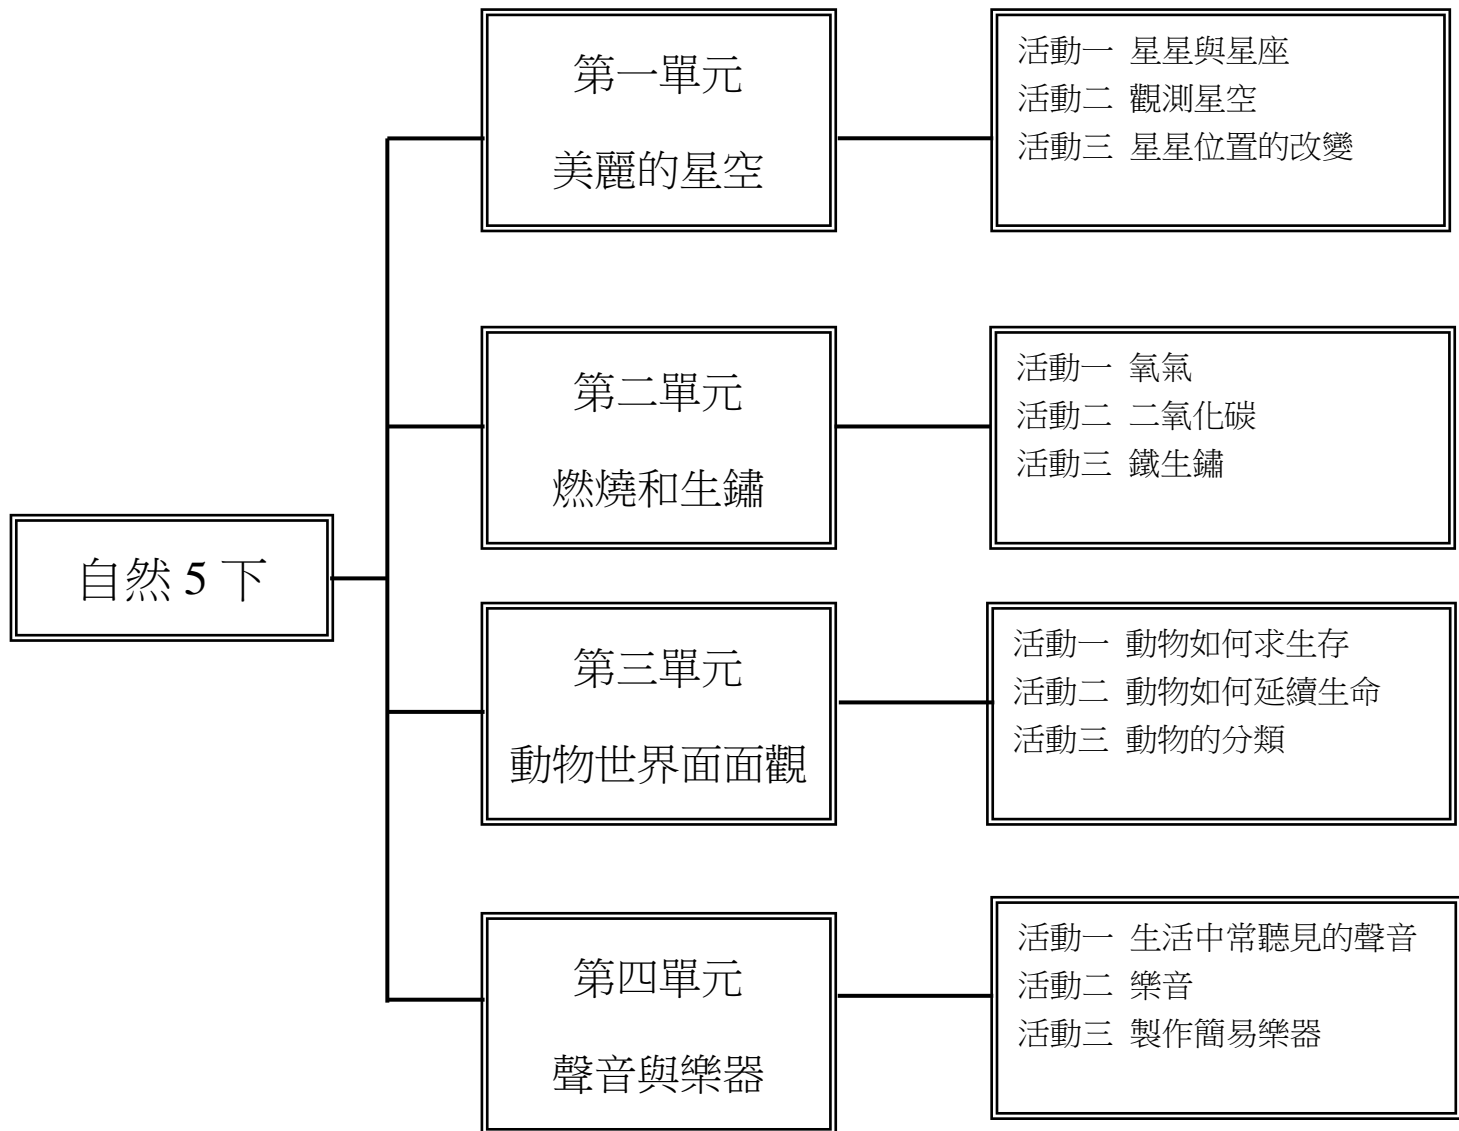 自然 5 下
第一單元
美麗的星空
活動一 星星與星座
活動二 觀測星空
活動三 星星位置的改變
第二單元
燃燒和生鏽
活動一 氧氣
活動二 二氧化碳
活動三 鐵生鏽
第三單元
動物世界面面觀
活動一 動物如何求生存
活動二 動物如何延續生命
活動三 動物的分類
第四單元
聲音與樂器
活動一 生活中常聽見的聲音
活動二 樂音
活動三 製作簡易樂器